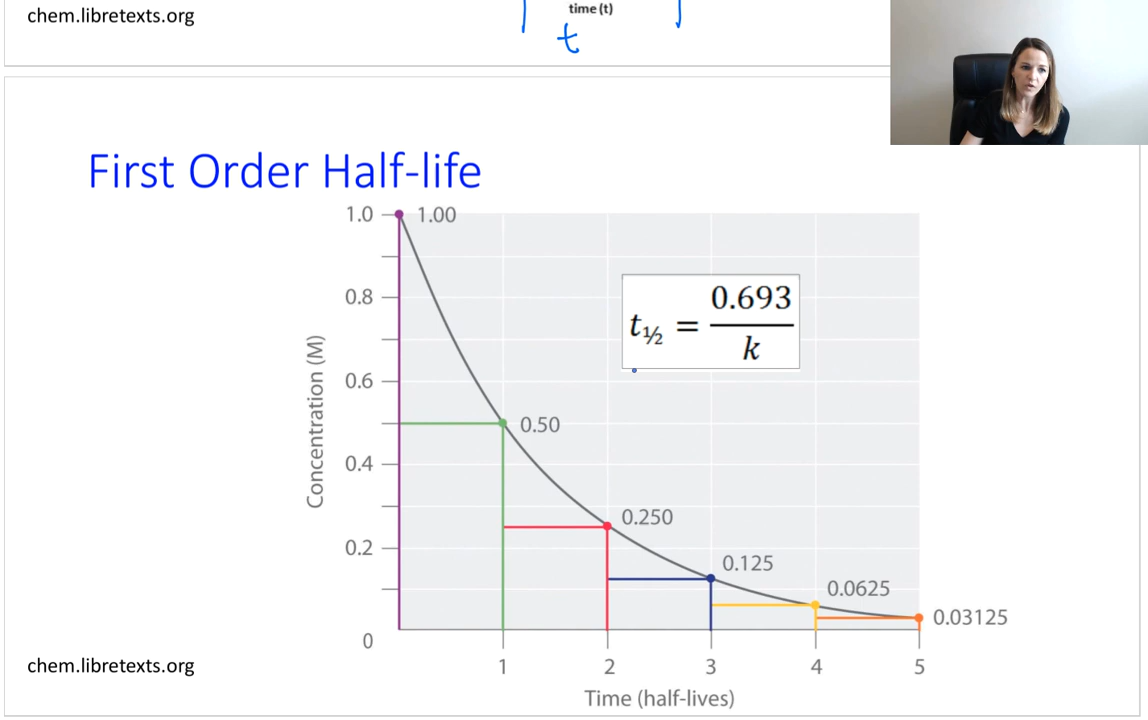 chem.libretexts.org
time (t)
t
First Order Half-life
1.0
1.00
0.8
t½ = 0.693 / k
0.6
Concentration (M)
0.50
0.4
0.250
0.2
0.125
0.0625
0.03125
0
chem.libretexts.org
1 2 3 4 5
Time (half-lives)